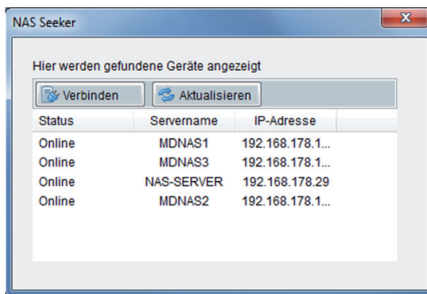 NAS Seeker
Hier werden gefundene Geräte angezeigt
Verbinden Aktualisieren
Status Servername IP-Adresse
Online MDNAS1 192.168.178.1...
Online MDNAS3 192.168.178.1...
Online NAS-SERVER 192.168.178.29
Online MDNAS2 192.168.178.1...